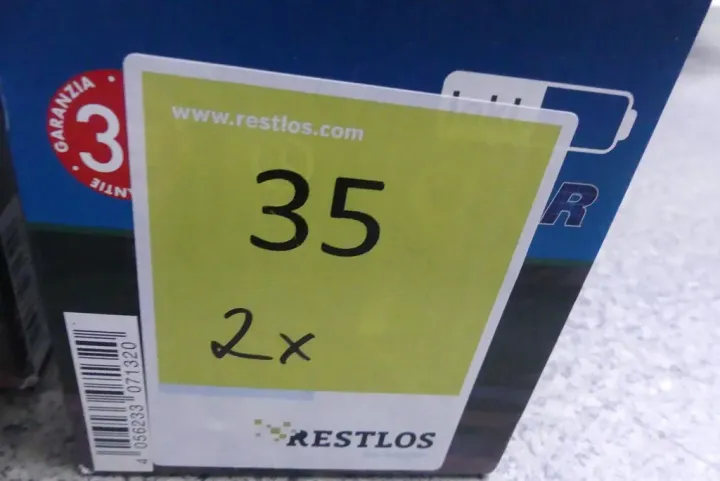 GARANZIA
3
www.restlos.com
35
2x
R
RESTLOS
4 056233 071320